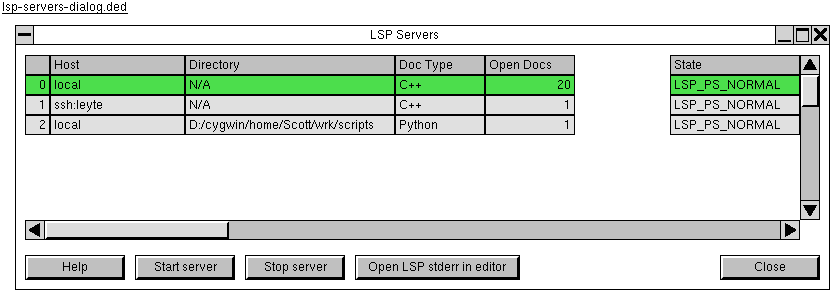 lsp-servers-dialog.ded
LSP Servers
Host Directory Doc Type Open Docs State
0 local N/A C++ 20 LSP_PS_NORMAL
1 ssh:leyte N/A C++ 1 LSP_PS_NORMAL
2 local D:/cygwin/home/Scott/wrk/scripts Python 1 LSP_PS_NORMAL
Help Start server Stop server Open LSP stderr in editor Close